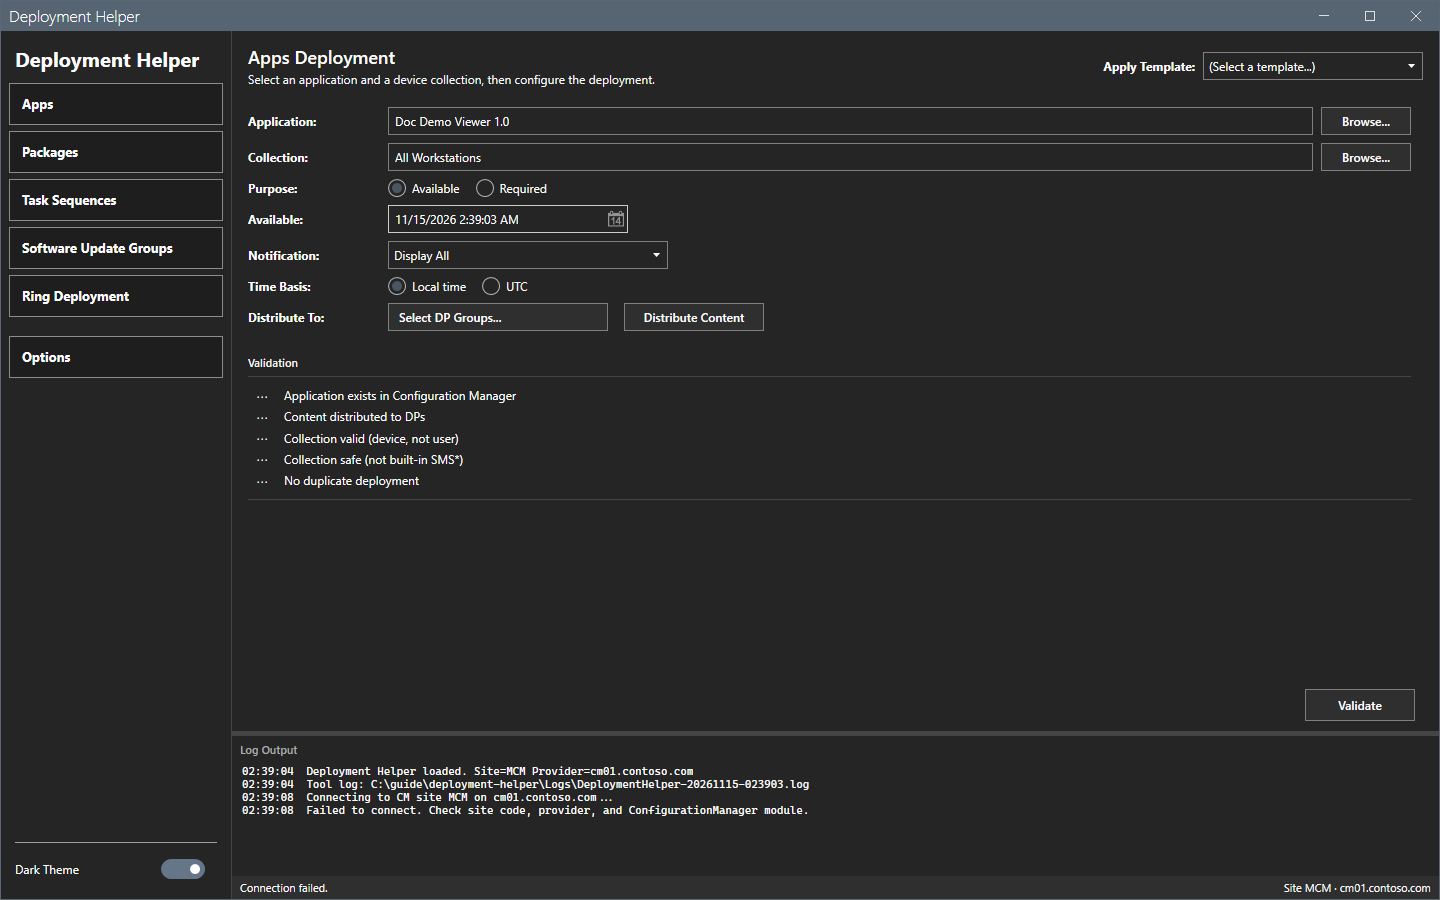 Deployment Helper
Deployment Helper
Apps
Packages
Task Sequences
Software Update Groups
Ring Deployment
Options
Dark Theme
Apps Deployment
Select an application and a device collection, then configure the deployment.
Apply Template: (Select a template...)
Application: Doc Demo Viewer 1.0 Browse...
Collection: All Workstations Browse...
Purpose: Available Required
Available: 11/15/2026 2:39:03 AM 14
Notification: Display All
Time Basis: Local time UTC
Distribute To: Select DP Groups... Distribute Content
Validation
... Application exists in Configuration Manager
... Content distributed to DPs
... Collection valid (device, not user)
... Collection safe (not built-in SMS*)
... No duplicate deployment
Validate
Log Output
02:39:04 Deployment Helper loaded. Site=MCM Provider=cm01.contoso.com
02:39:04 Tool log: C:\guide\deployment-helper\Logs\DeploymentHelper-20261115-023903.log
02:39:08 Connecting to CM site MCM on cm01.contoso.com...
02:39:08 Failed to connect. Check site code, provider, and ConfigurationManager module.
Connection failed. Site MCM · cm01.contoso.com